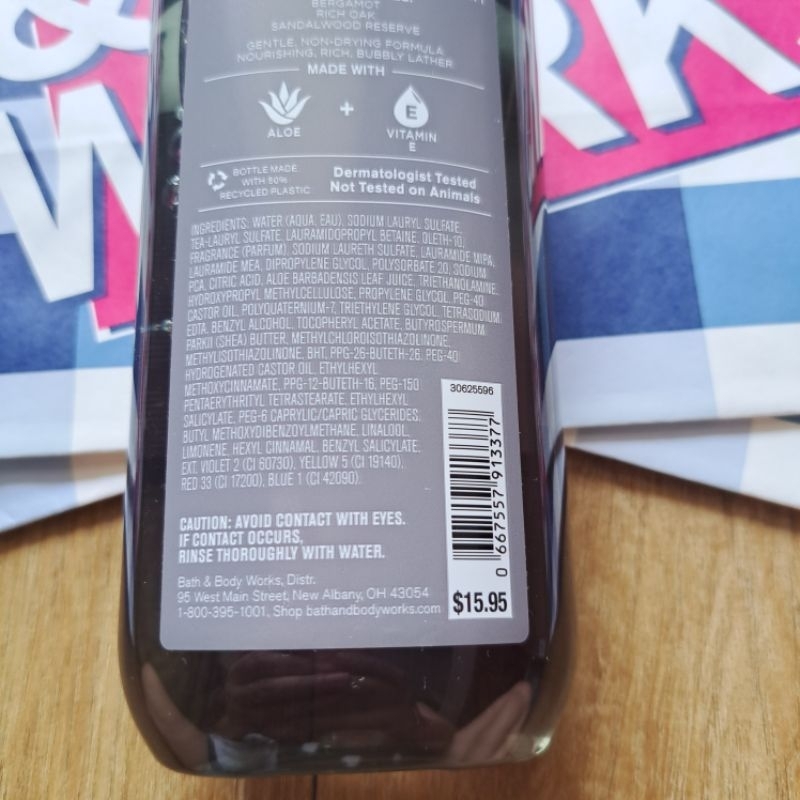 &
W
RK
BERGAMOT
RICH OAK
SANDALWOOD RESERVE
GENTLE, NON-DRYING FORMULA
NOURISHING, RICH, BUBBLY LATHER
MADE WITH
ALOE
+
E
VITAMIN
E
BOTTLE MADE
WITH 50%
RECYCLED PLASTIC
Dermatologist Tested
Not Tested on Animals
INGREDIENTS: WATER (AQUA, EAU), SODIUM LAURYL SULFATE,
TEA-LAURYL SULFATE, LAURAMIDOPROPYL BETAINE, OLETH-10,
FRAGRANCE (PARFUM), SODIUM LAURETH SULFATE, LAURAMIDE MIPA,
LAURAMIDE MEA, DIPROPYLENE GLYCOL, POLYSORBATE 20, SODIUM
PCA, CITRIC ACID, ALOE BARBADENSIS LEAF JUICE, TRIETHANOLAMINE,
HYDROXYPROPYL METHYLCELLULOSE, PROPYLENE GLYCOL, PEG-40
CASTOR OIL, POLYQUATERNIUM-7, TRIETHYLENE GLYCOL, TETRASODIUM
EDTA, BENZYL ALCOHOL, TOCOPHERYL ACETATE, BUTYROSPERMUM
PARKII (SHEA) BUTTER, METHYLCHLOROISOTHIAZOLINONE,
METHYLISOTHIAZOLINONE, BHT, PPG-26-BUTETH-26, PEG-40
HYDROGENATED CASTOR OIL, ETHYLHEXYL
METHOXYCINNAMATE, PPG-12-BUTETH-16, PEG-150
PENTAERYTHRITYL TETRASTEARATE, ETHYLHEXYL
SALICYLATE, PEG-6 CAPRYLIC/CAPRIC GLYCERIDES,
BUTYL METHOXYDIBENZOYLMETHANE, LINALOOL,
LIMONENE, HEXYL CINNAMAL, BENZYL SALICYLATE,
EXT. VIOLET 2 (CI 60730), YELLOW 5 (CI 19140),
RED 33 (CI 17200), BLUE 1 (CI 42090).
30625596
0 667557 913377
$15.95
CAUTION: AVOID CONTACT WITH EYES.
IF CONTACT OCCURS,
RINSE THOROUGHLY WITH WATER.
Bath & Body Works, Distr.
95 West Main Street, New Albany, OH 43054
1-800-395-1001, Shop bathandbodyworks.com